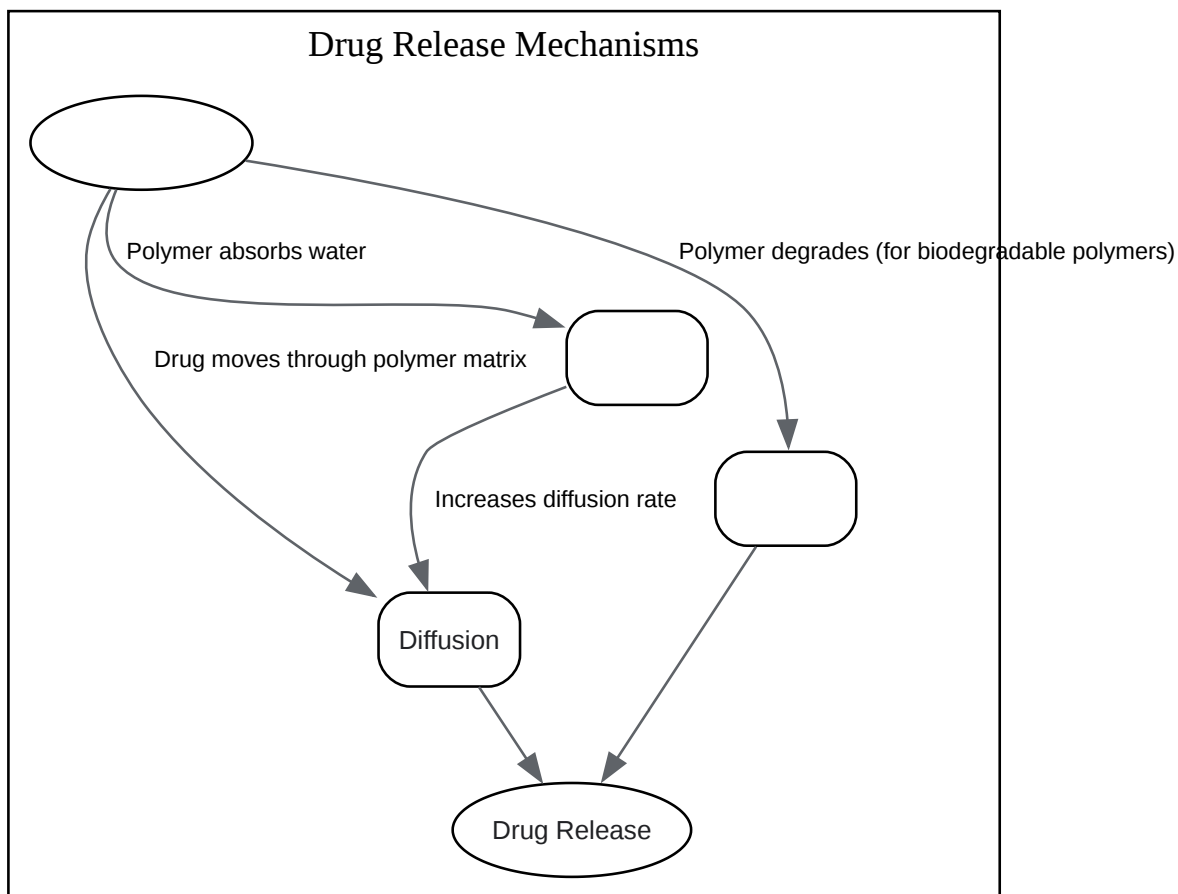 Drug Release Mechanisms
Polymer absorbs water
Polymer degrades (for biodegradable polymers)
Drug moves through polymer matrix
Increases diffusion rate
Diffusion
Drug Release